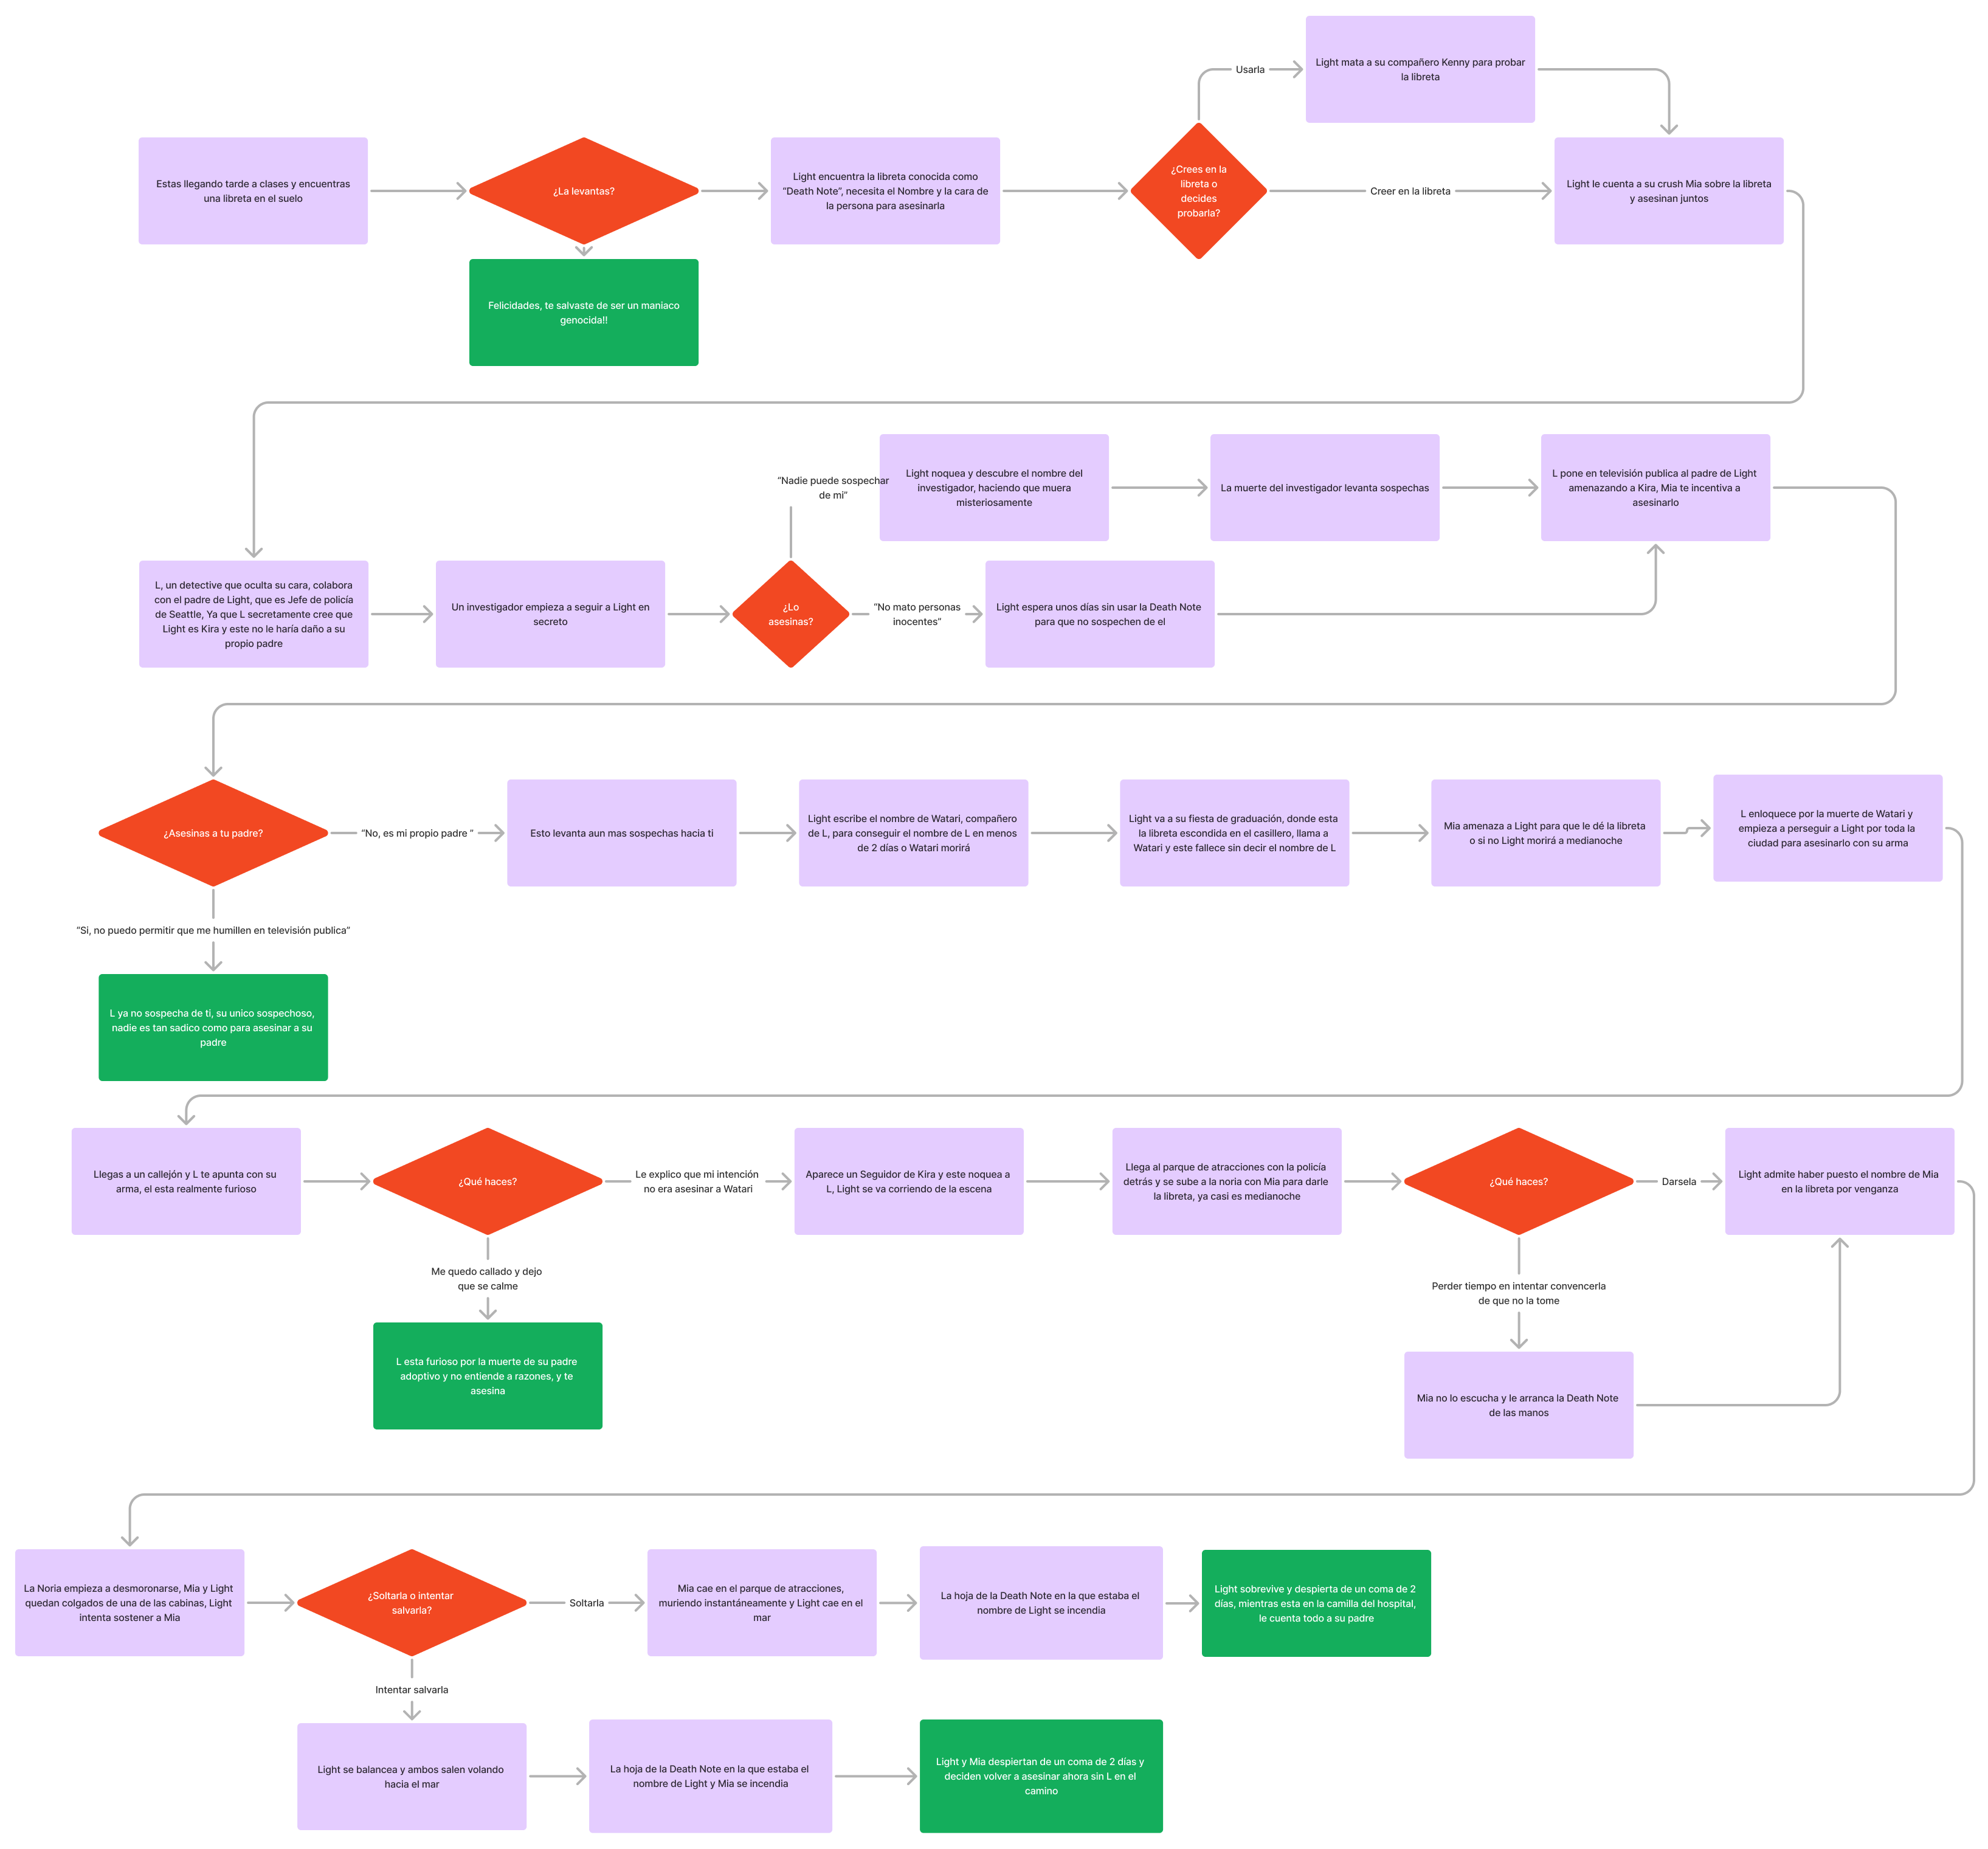 Usarla
Light mata a su compañero Kenny para probar
la libreta
Estas llegando tarde a clases y encuentras
una libreta en el suelo
¿La levantas?
Light encuentra la libreta conocida como
“Death Note”, necesita el Nombre y la cara de
la persona para asesinarla
¿Crees en la
libreta o
decides
probarla?
Creer en la libreta
Light le cuenta a su crush Mia sobre la libreta
y asesinan juntos
Felicidades, te salvaste de ser un maniaco
genocida!!
“Nadie puede sospechar
de mi”
Light noquea y descubre el nombre del
investigador, haciendo que muera
misteriosamente
La muerte del investigador levanta sospechas
L pone en televisión publica al padre de Light
amenazando a Kira, Mia te incentiva a
asesinarlo
L, un detective que oculta su cara, colabora
con el padre de Light, que es Jefe de policía
de Seattle, Ya que L secretamente cree que
Light es Kira y este no le haría daño a su
propio padre
Un investigador empieza a seguir a Light en
secreto
¿Lo
asesinas?
“No mato personas
inocentes”
Light espera unos días sin usar la Death Note
para que no sospechen de el
¿Asesinas a tu padre?
“No, es mi propio padre ”
Esto levanta aun mas sospechas hacia ti
Light escribe el nombre de Watari, compañero
de L, para conseguir el nombre de L en menos
de 2 días o Watari morirá
Light va a su fiesta de graduación, donde esta
la libreta escondida en el casillero, llama a
Watari y este fallece sin decir el nombre de L
Mia amenaza a Light para que le dé la libreta
o si no Light morirá a medianoche
L enloquece por la muerte de Watari y
empieza a perseguir a Light por toda la
ciudad para asesinarlo con su arma
“Si, no puedo permitir que me humillen en televisión publica”
L ya no sospecha de ti, su unico sospechoso,
nadie es tan sadico como para asesinar a su
padre
Llegas a un callejón y L te apunta con su
arma, el esta realmente furioso
¿Qué haces?
Le explico que mi intención
no era asesinar a Watari
Aparece un Seguidor de Kira y este noquea a
L, Light se va corriendo de la escena
Llega al parque de atracciones con la policía
detrás y se sube a la noria con Mia para darle
la libreta, ya casi es medianoche
¿Qué haces?
Darsela
Light admite haber puesto el nombre de Mia
en la libreta por venganza
Me quedo callado y dejo
que se calme
L esta furioso por la muerte de su padre
adoptivo y no entiende a razones, y te
asesina
Perder tiempo en intentar convencerla
de que no la tome
Mia no lo escucha y le arranca la Death Note
de las manos
La Noria empieza a desmoronarse, Mia y Light
quedan colgados de una de las cabinas, Light
intenta sostener a Mia
¿Soltarla o intentar
salvarla?
Soltarla
Mia cae en el parque de atracciones,
muriendo instantáneamente y Light cae en el
mar
La hoja de la Death Note en la que estaba el
nombre de Light se incendia
Light sobrevive y despierta de un coma de 2
días, mientras esta en la camilla del hospital,
le cuenta todo a su padre
Intentar salvarla
Light se balancea y ambos salen volando
hacia el mar
La hoja de la Death Note en la que estaba el
nombre de Light y Mia se incendia
Light y Mia despiertan de un coma de 2 días y
deciden volver a asesinar ahora sin L en el
camino